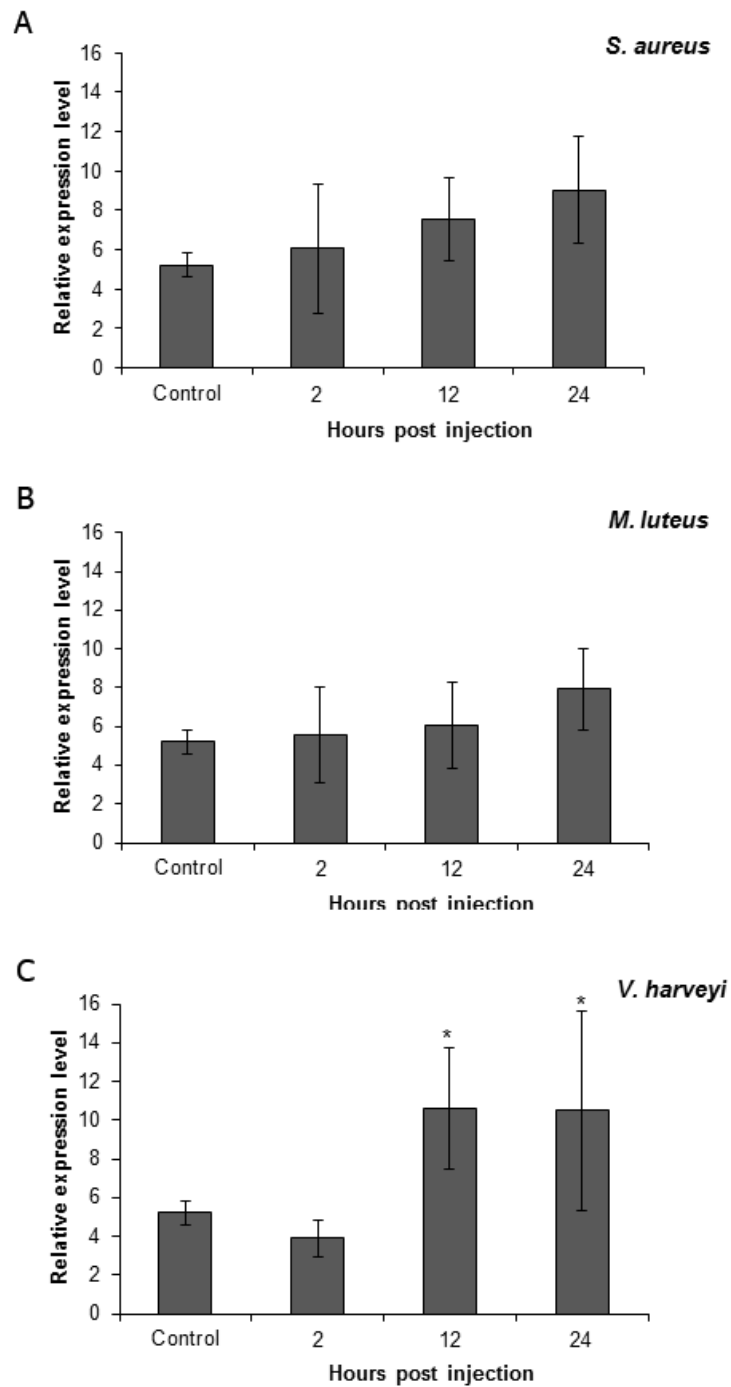 A
S. aureus
Relative expression level
16
14
12
10
8
6
4
2
0
Control 2 12 24
Hours post injection
B
M. luteus
Relative expression level
16
14
12
10
8
6
4
2
0
Control 2 12 24
Hours post injection
C
V. harveyi
Relative expression level
16
14
12
10
8
6
4
2
0
* *
Control 2 12 24
Hours post injection